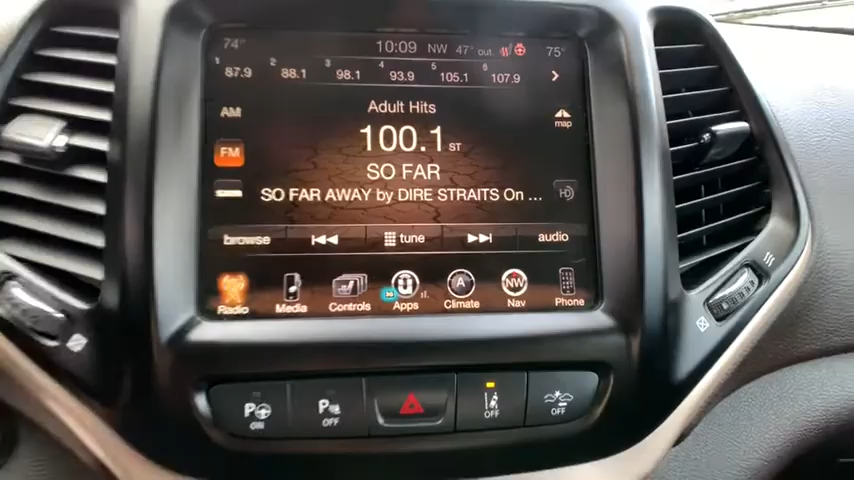 74° 10:09 NW 47° out 75°
1 87.9 2 88.1 3 98.1 4 93.9 5 105.1 6 107.9
Adult Hits
AM
map
100.1 ST
FM
SO FAR
SO FAR AWAY by DIRE STRAITS On ...
HD
browse tune audio
A NW
Radio Media Controls Apps Climate Nav Phone
P ON
P OFF
OFF
OFF